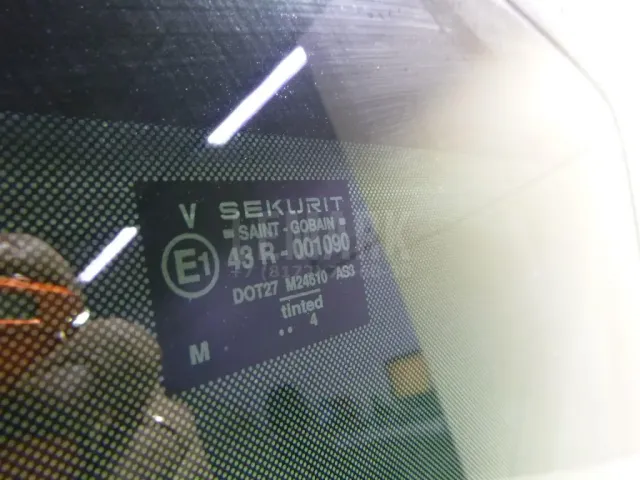 V SEKURIT
SAINT - GOBAIN
E1 43 R - 001090
DOT27 M24610 AS3
tinted
.. 4
M